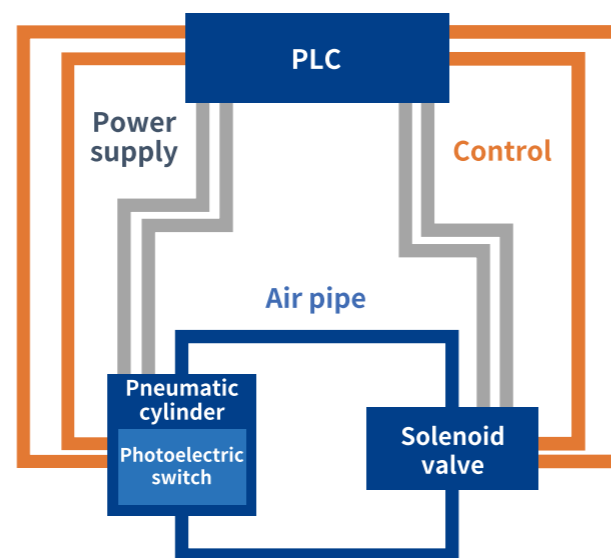 PLC
Power
supply
Control
Air pipe
Pneumatic
cylinder
Photoelectric
switch
Solenoid
valve